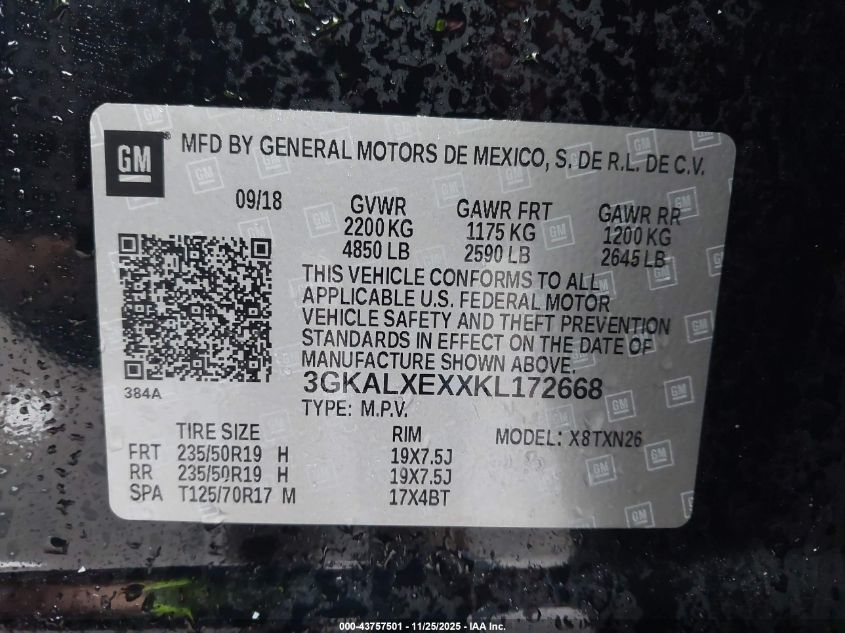 GM ® MFD BY GENERAL MOTORS DE MEXICO, S. DE R.L. DE C.V.
09/18 GVWR GAWR FRT GAWR RR
2200 KG 1175 KG 1200 KG
4850 LB 2590 LB 2645 LB
THIS VEHICLE CONFORMS TO ALL
APPLICABLE U.S. FEDERAL MOTOR
VEHICLE SAFETY AND THEFT PREVENTION
STANDARDS IN EFFECT ON THE DATE OF
MANUFACTURE SHOWN ABOVE.
384A
3GKALXEXXKL172668
TYPE: M.P.V.
TIRE SIZE RIM MODEL: X8TXN26
FRT 235/50R19 H 19X7.5J
RR 235/50R19 H 19X7.5J
SPA T125/70R17 M 17X4BT
000-43757501 - 11/25/2025 - IAA Inc.